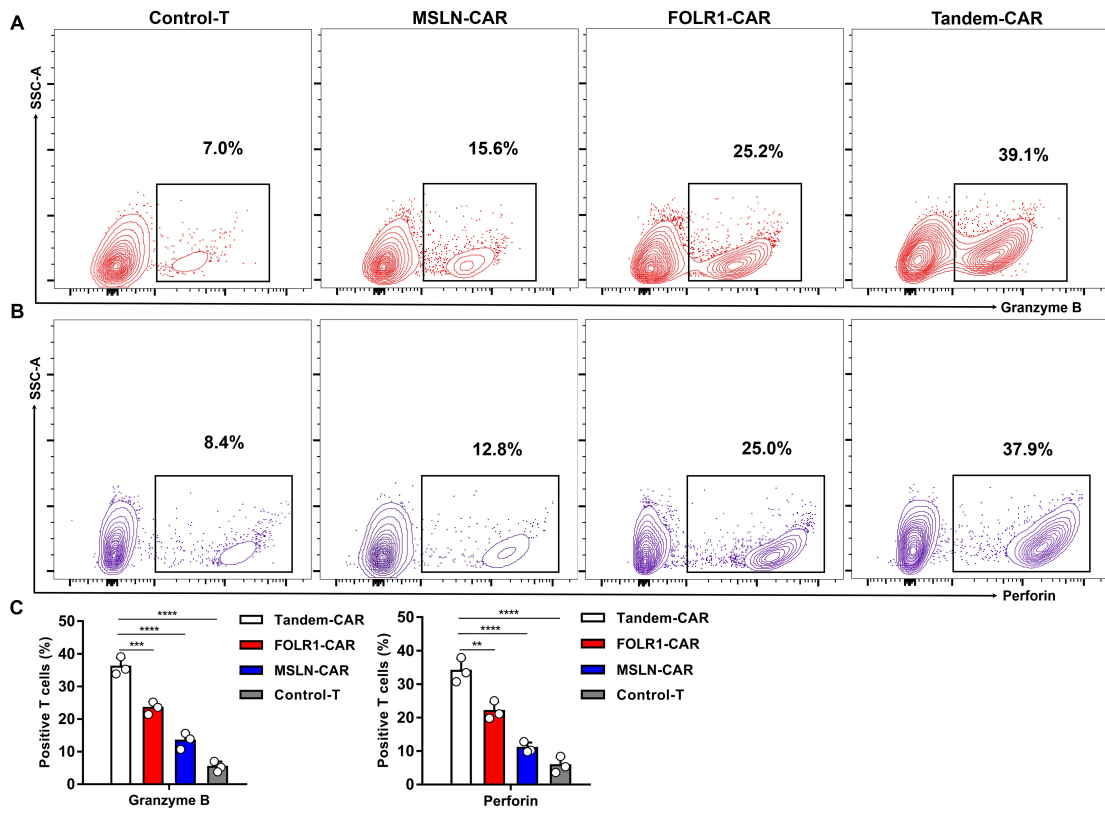 A
Control-T MSLN-CAR FOLR1-CAR Tandem-CAR
SSC-A
7.0% 15.6% 25.2% 39.1%
Granzyme B
B
SSC-A
8.4% 12.8% 25.0% 37.9%
Perforin
C
Positive T cells (%)
50
40
30
20
10
0
****
****
***
Granzyme B
Tandem-CAR
FOLR1-CAR
MSLN-CAR
Control-T
Positive T cells (%)
50
40
30
20
10
0
****
****
**
Perforin
Tandem-CAR
FOLR1-CAR
MSLN-CAR
Control-T